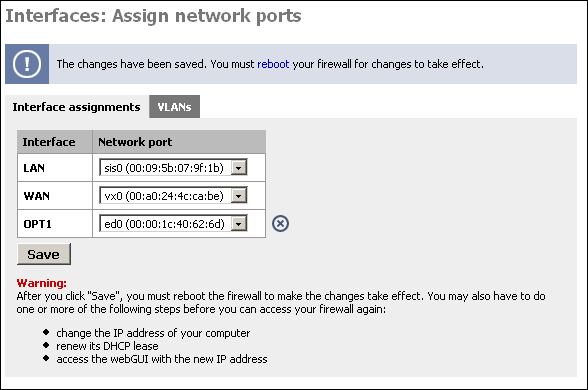 Interfaces: Assign network ports
The changes have been saved. You must reboot your firewall for changes to take effect.
Interface assignments VLANs
Interface Network port
LAN sis0 (00:09:5b:07:9f:1b)
WAN vx0 (00:a0:24:4c:ca:be)
OPT1 ed0 (00:00:1c:40:62:6d)
Save
Warning:
After you click "Save", you must reboot the firewall to make the changes take effect. You may also have to do
one or more of the following steps before you can access your firewall again:
change the IP address of your computer
renew its DHCP lease
access the webGUI with the new IP address